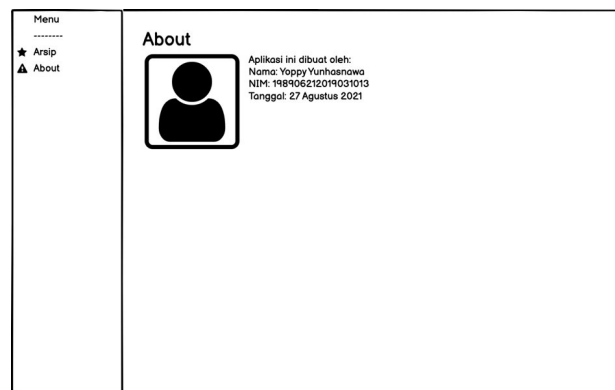 Menu
--------
Arsip
About
About
Aplikasi ini dibuat oleh:
Nama: Yoppy Yunhasnawa
NIM: 198906212019031013
Tanggal: 27 Agustus 2021